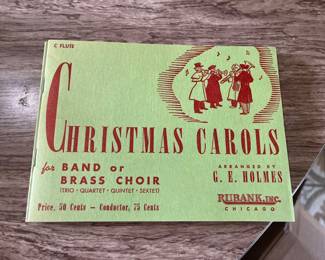 C FLUTE
CHRISTMAS CAROLS
for BAND or
BRASS CHOIR
(TRIO · QUARTET · QUINTET · SEXTET)
ARRANGED BY
G. E. HOLMES
Price, 50 Cents — Conductor, 75 Cents
RUBANK, INC.
CHICAGO